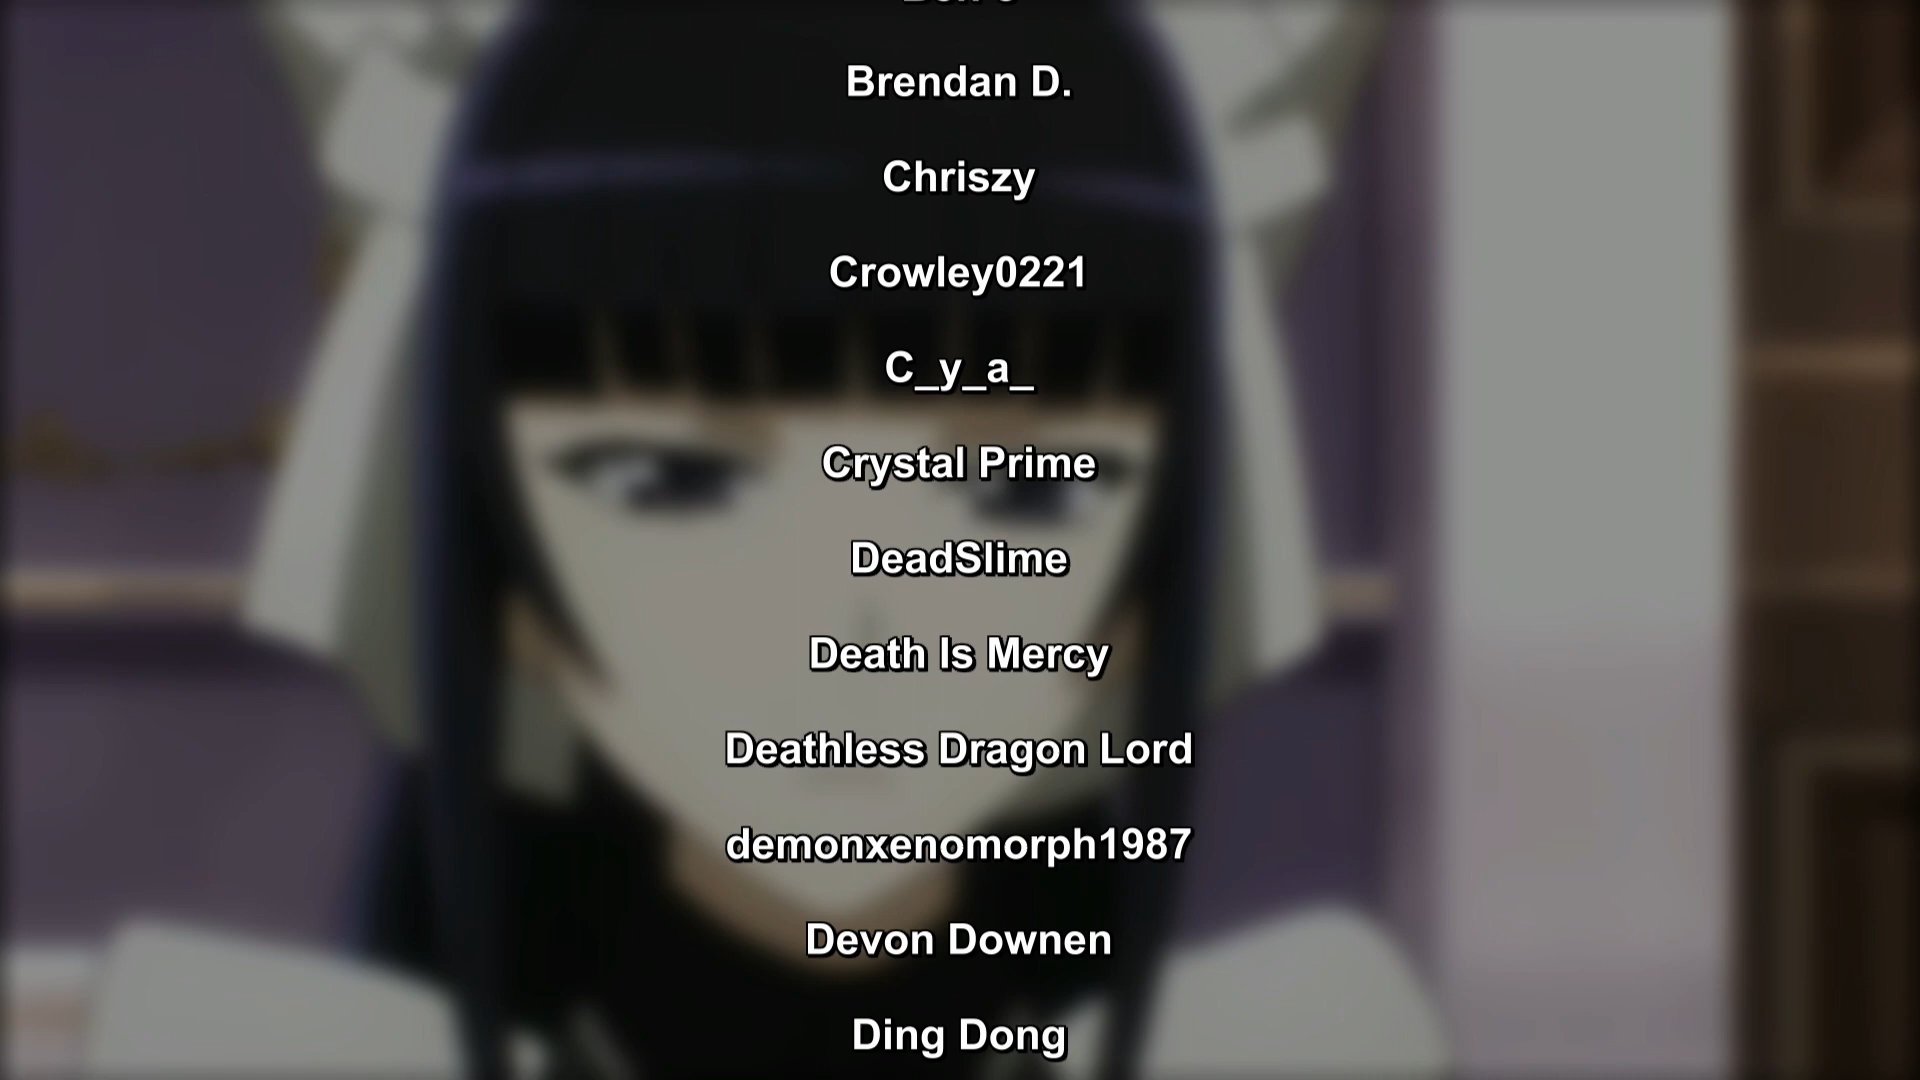 Brendan D.
Chriszy
Crowley0221
C_y_a_
Crystal Prime
DeadSlime
Death Is Mercy
Deathless Dragon Lord
demonxenomorph1987
Devon Downen
Ding Dong